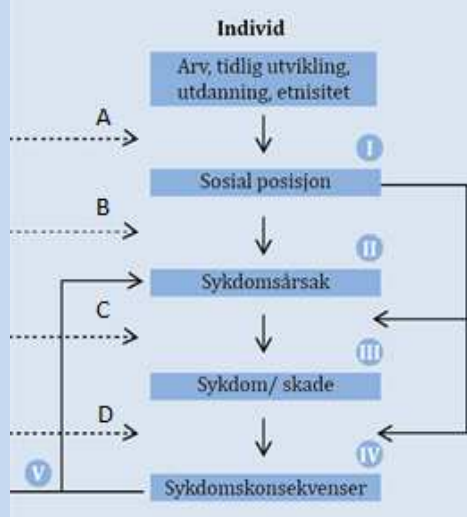 Individ
Arv, tidlig utvikling,
utdanning, etnisitet
A
I
Sosial posisjon
B
II
Sykdomsårsak
C
III
Sykdom/ skade
D
IV
V
Sykdomskonsekvenser